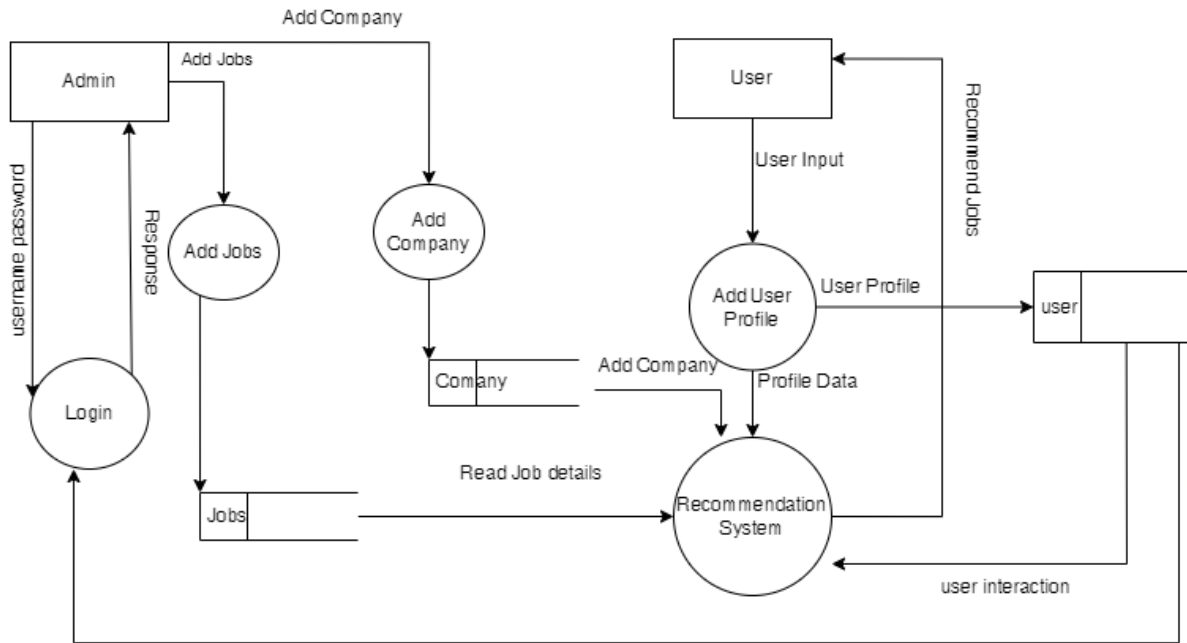 Add Company
Add Jobs
Admin
User
Recommend Jobs
username password
Response
User Input
Add Jobs
Add
Company
Add User
Profile
User Profile
user
Comany
Add Company
Profile Data
Login
Read Job details
Jobs
Recommendation
System
user interaction